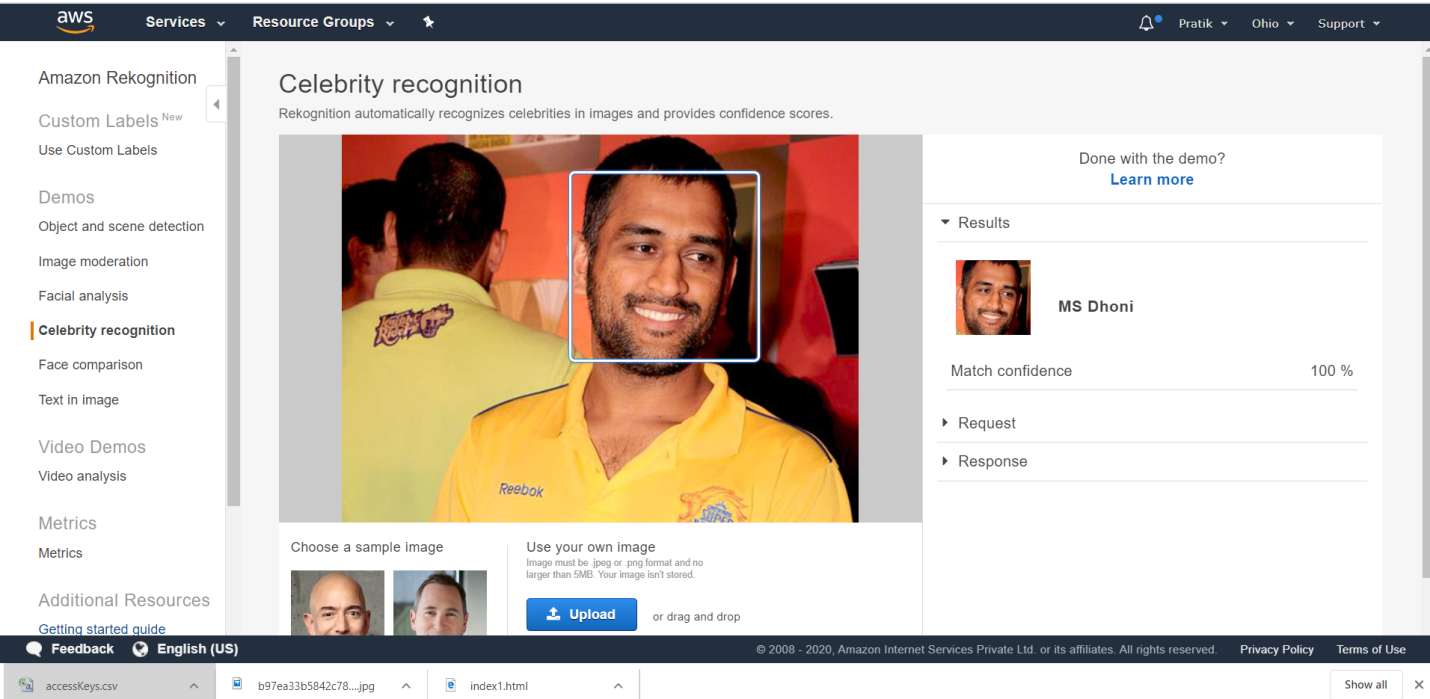 aws
Services
Resource Groups
Pratik
Ohio
Support
Amazon Rekognition
Custom Labels New
Use Custom Labels
Demos
Object and scene detection
Image moderation
Facial analysis
Celebrity recognition
Face comparison
Text in image
Video Demos
Video analysis
Metrics
Metrics
Additional Resources
Getting started guide
Celebrity recognition
Rekognition automatically recognizes celebrities in images and provides confidence scores.
Reebok
SUPER
Choose a sample image
Use your own image
Image must be .jpeg or .png format and no
larger than 5MB. Your image isn't stored.
Upload
or drag and drop
Done with the demo?
Learn more
Results
MS Dhoni
Match confidence 100 %
Request
Response
Feedback
English (US)
© 2008 - 2020, Amazon Internet Services Private Ltd. or its affiliates. All rights reserved.
Privacy Policy
Terms of Use
accessKeys.csv
b97ea33b5842c78....jpg
index1.html
Show all